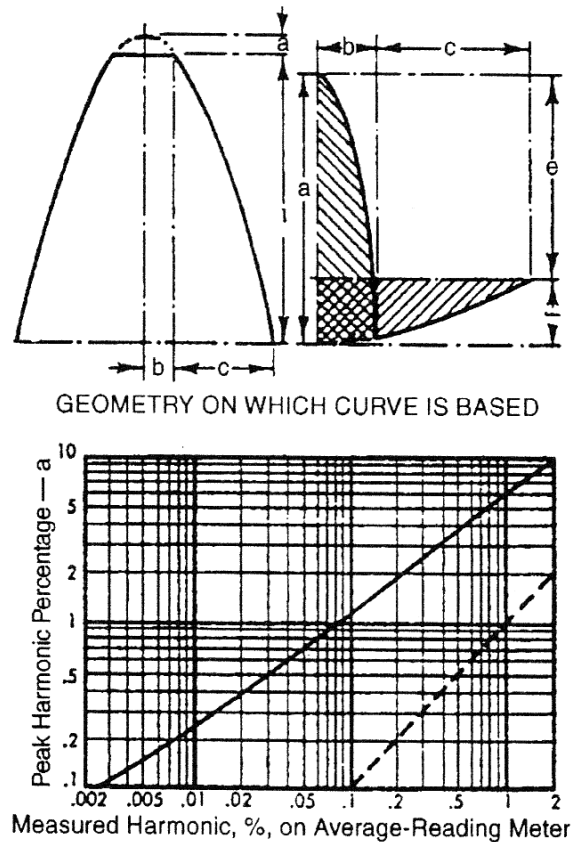 a
b
c
1
a
e
f
b
c
GEOMETRY ON WHICH CURVE IS BASED
Peak Harmonic Percentage — a
10
5
2
1
.5
.2
.1
.002 .005 .01 .02 .05 .1 .2 .5 1 2
Measured Harmonic, %, on Average-Reading Meter